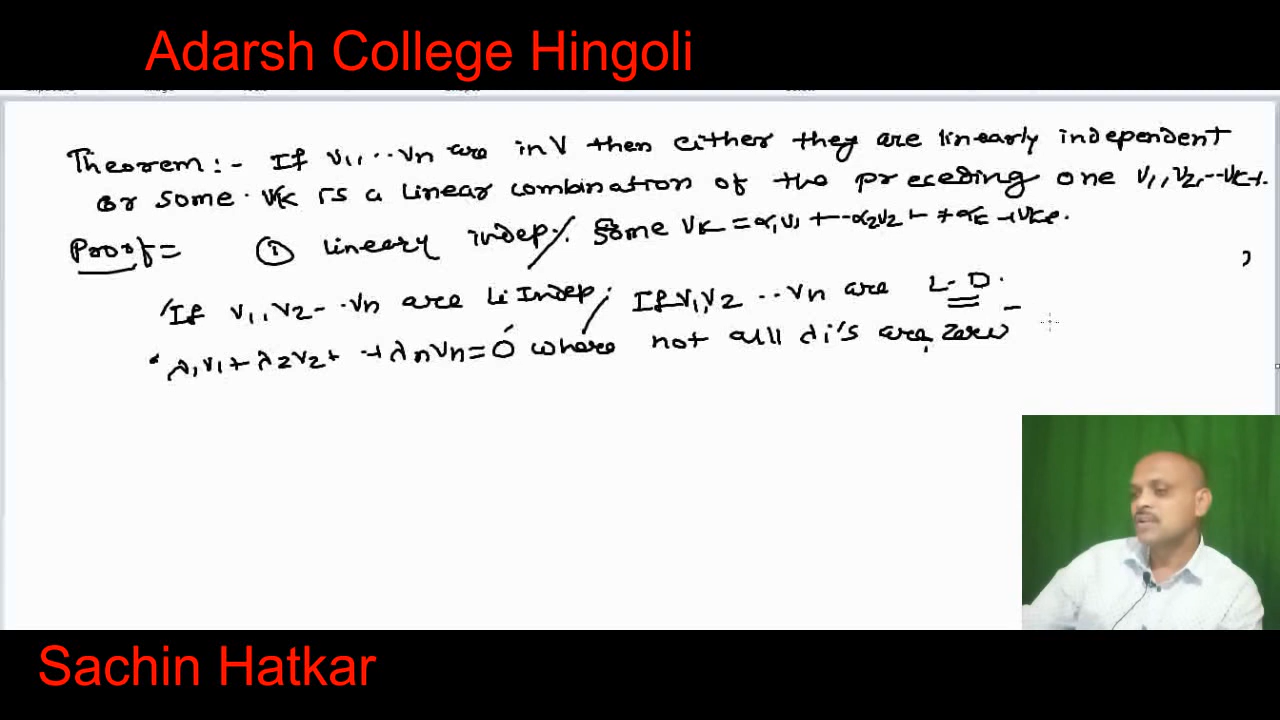 Adarsh College Hingoli
Theorem:- If v1, ..vn are in V then either they are linearly independent
or some vk is a linear combination of the preceding one v1, v2, ..vk-1.
Proof= ① lineary indep/. Some vk = α1v1 + --α2v2 + + αk-1vk-1.
If v1, v2- .vn are Li Indep; If v1, v2 ..vn are L.D.
λ1v1+ λ2v2+ +λnvn=0 where not all λi's are zero
Sachin Hatkar